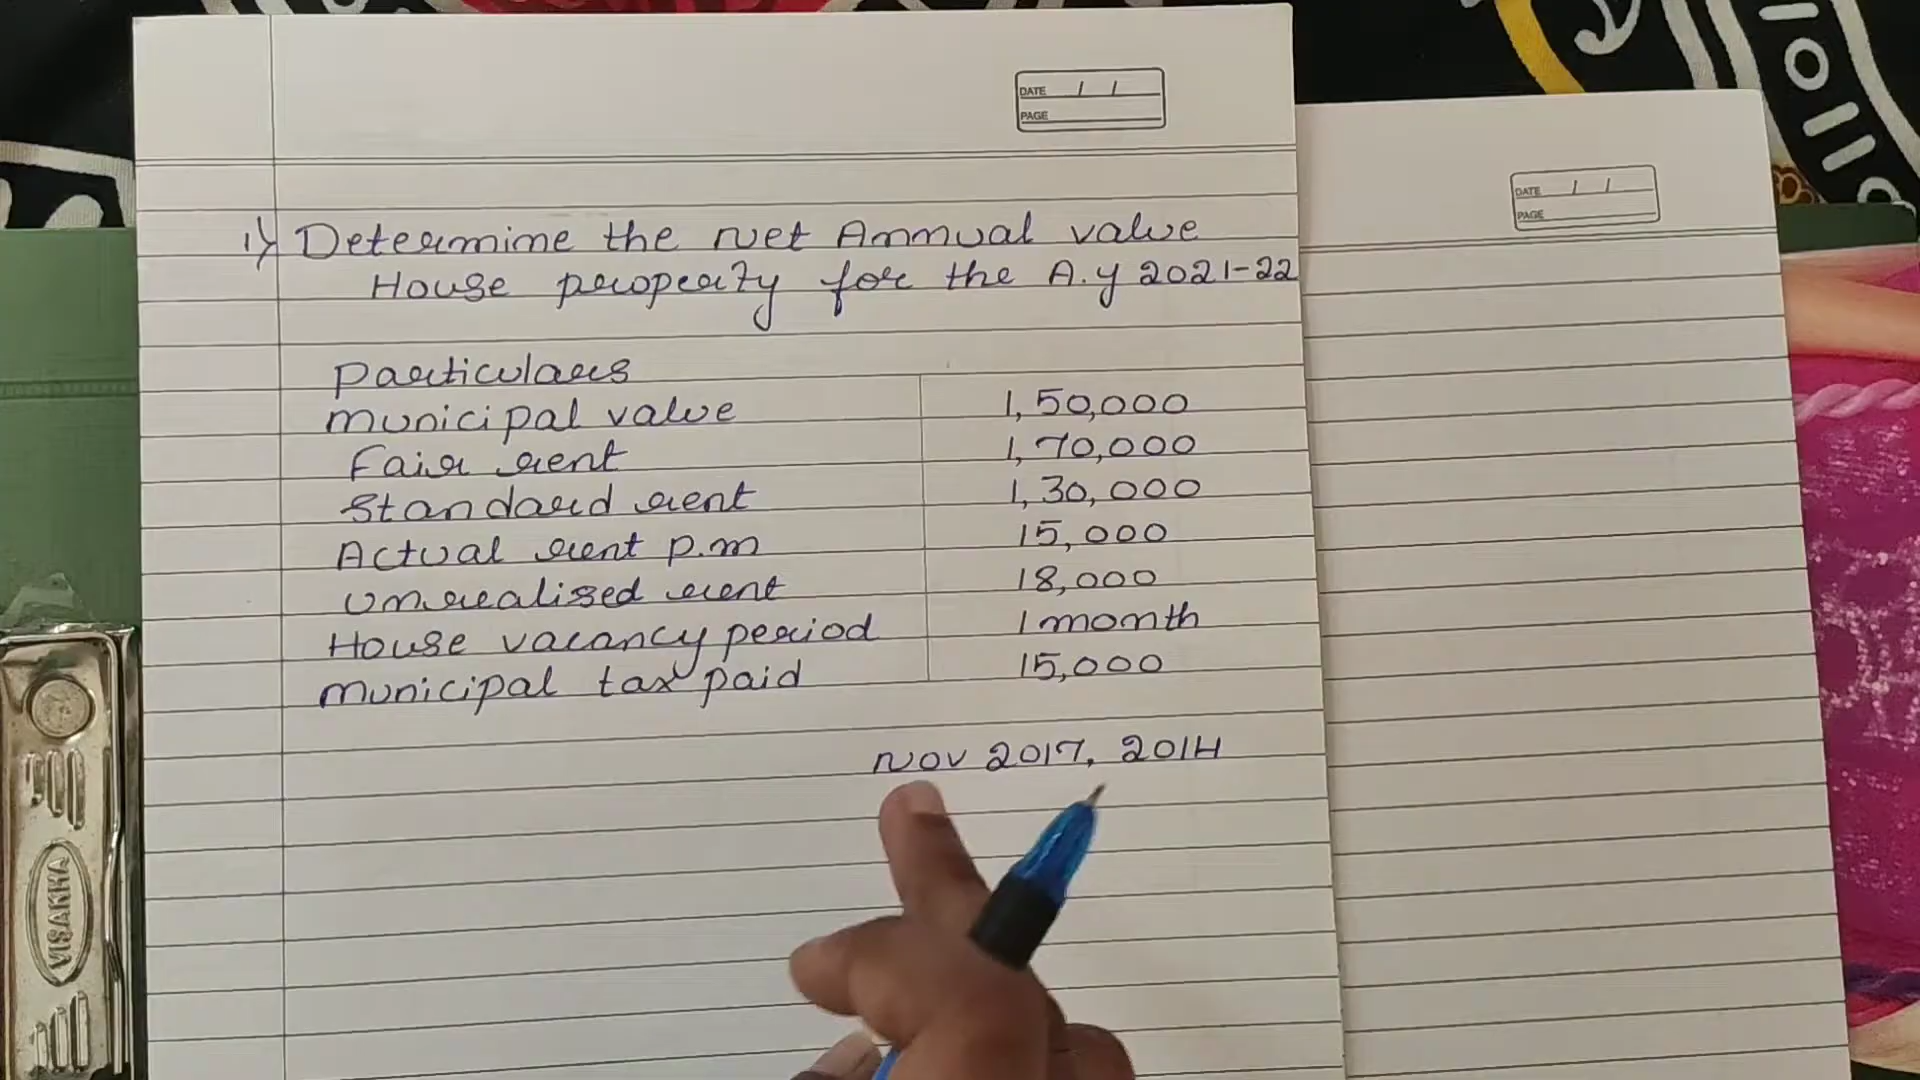 DATE / /
PAGE
DATE / /
PAGE
1) Determine the net Annual value
House property for the A.y 2021-22
particulars
municipal value 1,50,000
Fair rent 1,70,000
Standard rent 1,30,000
Actual rent p.m 15,000
unrealised rent 18,000
House vacancy period 1 month
municipal tax paid 15,000
Nov 2017, 2014
VISAKHA